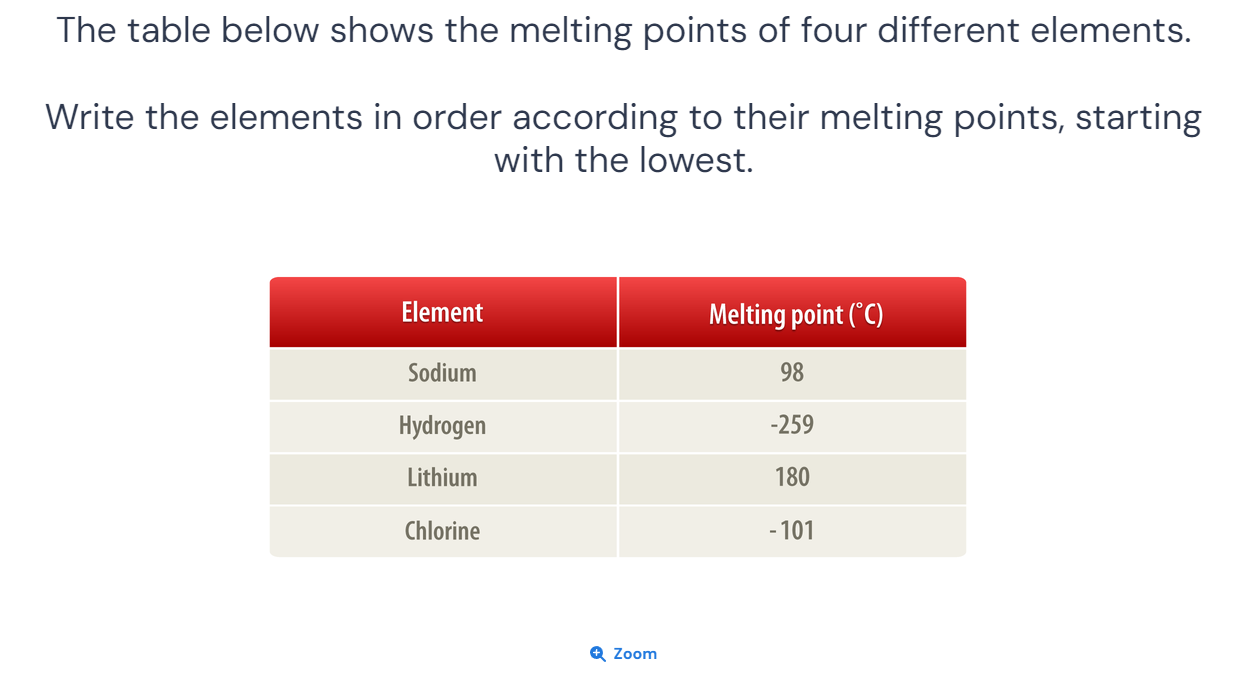 The table below shows the melting points of four different elements.
Write the elements in order according to their melting points, starting
with the lowest.
Element Melting point (˚C)
Sodium 98
Hydrogen -259
Lithium 180
Chlorine - 101
Zoom